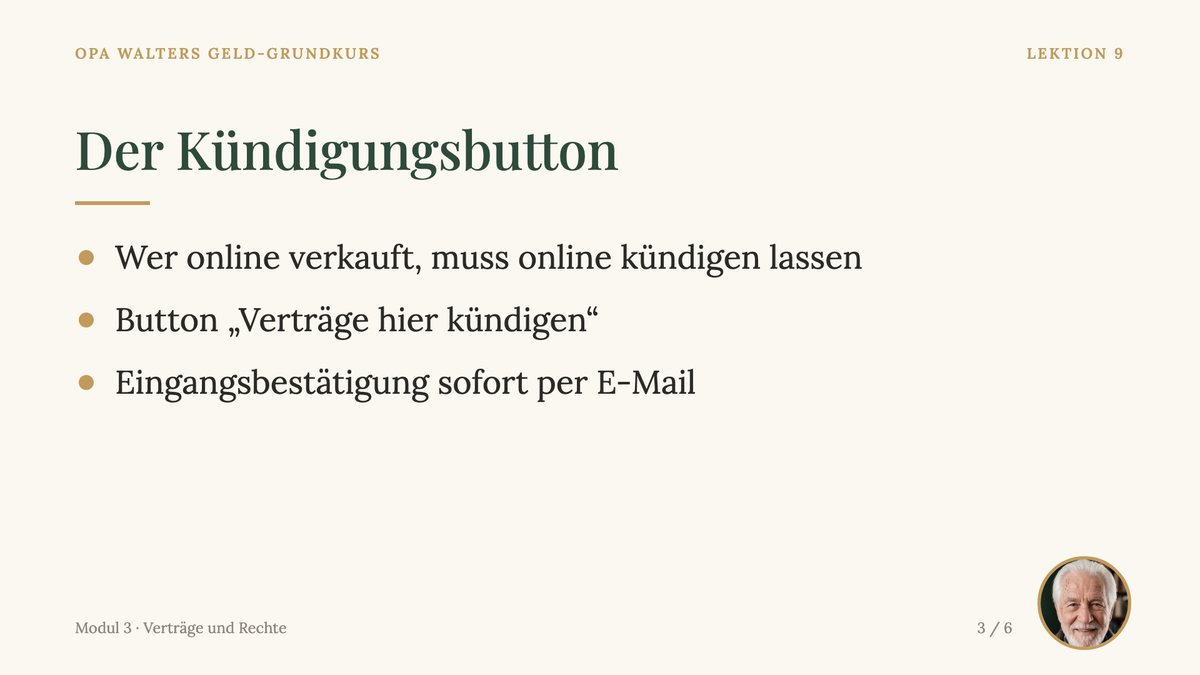 OPA WALTERS GELD-GRUNDKURS
LEKTION 9
Der Kündigungsbutton
Wer online verkauft, muss online kündigen lassen
Button „Verträge hier kündigen“
Eingangsbestätigung sofort per E-Mail
Modul 3 · Verträge und Rechte
3 / 6